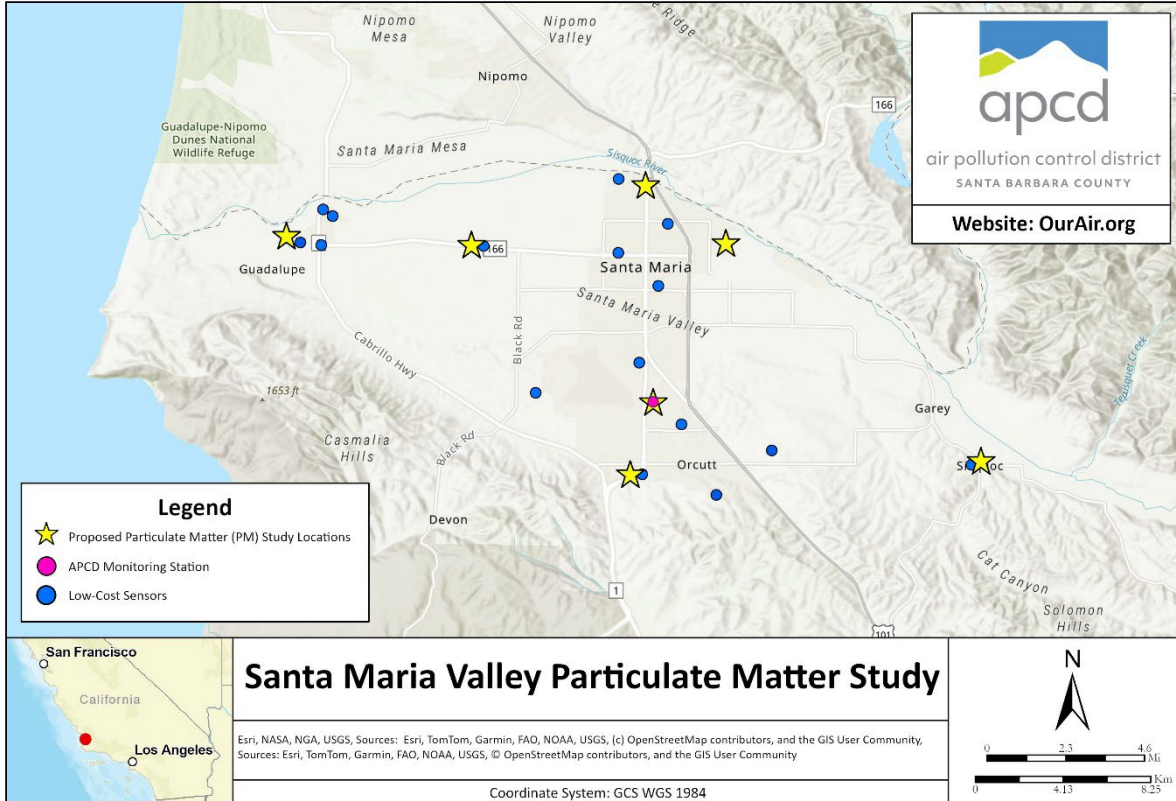 Nipomo
Mesa
Nipomo
Valley
Ridge
Nipomo
166
Guadalupe-Nipomo
Dunes National
Wildlife Refuge
Santa Maria Mesa
Sisquoc River
166
Guadalupe
Santa Maria
Santa Maria Valley
Black Rd
Cabrillo Hwy
1653 ft
Tepusquet Creek
Garey
Casmalia
Hills
Black Rd
Orcutt
Devon
1
Cat Canyon
Solomon
Hills
101
apcd
air pollution control district
SANTA BARBARA COUNTY
Website: OurAir.org
Legend
Proposed Particulate Matter (PM) Study Locations
APCD Monitoring Station
Low-Cost Sensors
San Francisco
California
Los Angeles
Santa Maria Valley Particulate Matter Study
Esri, NASA, NGA, USGS, Sources: Esri, TomTom, Garmin, FAO, NOAA, USGS, (c) OpenStreetMap contributors, and the GIS User Community,
Sources: Esri, TomTom, Garmin, FAO, NOAA, USGS, © OpenStreetMap contributors, and the GIS User Community
Coordinate System: GCS WGS 1984
N
0 2.3 4.6
Mi
Km
0 4.13 8.25